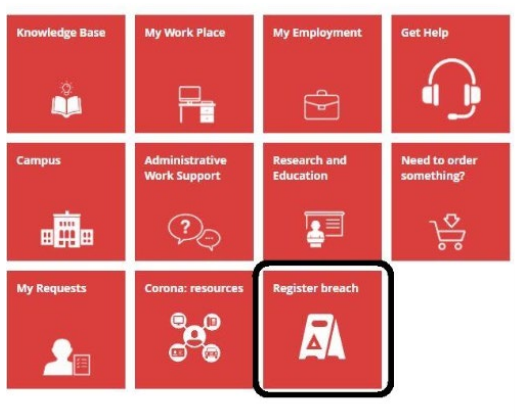 Knowledge Base
My Work Place
My Employment
Get Help
Campus
Administrative
Work Support
Research and
Education
Need to order
something?
My Requests
Corona: resources
Register breach